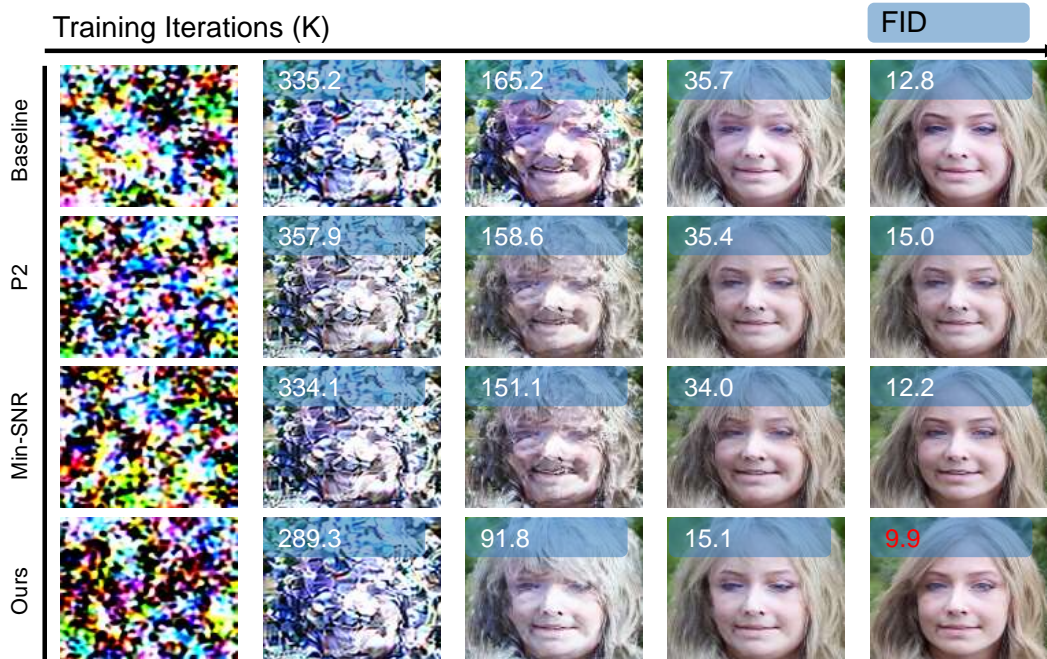 Training Iterations (K)
FID
Baseline
335.2
165.2
35.7
12.8
P2
357.9
158.6
35.4
15.0
Min-SNR
334.1
151.1
34.0
12.2
Ours
289.3
91.8
15.1
9.9